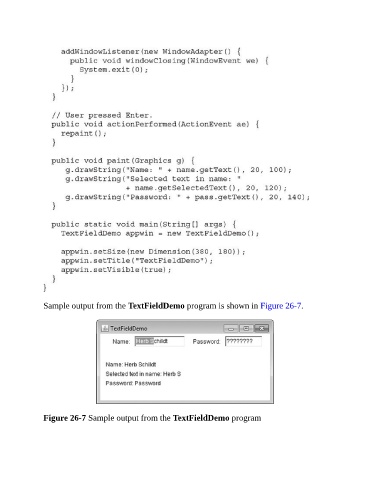 addWindowListener(new WindowAdapter() {
public void windowClosing(WindowEvent we) {
System.exit(0);
}
});
}
// User pressed Enter.
public void actionPerformed(ActionEvent ae) {
repaint();
}
public void paint(Graphics g) {
g.drawString("Name: " + name.getText(), 20, 100);
g.drawString("Selected text in name: "
+ name.getSelectedText(), 20, 120);
g.drawString("Password: " + pass.getText(), 20, 140);
}
public static void main(String[] args) {
TextFieldDemo appwin = new TextFieldDemo();
appwin.setSize(new Dimension(380, 180));
appwin.setTitle("TextFieldDemo");
appwin.setVisible(true);
}
}
Sample output from the TextFieldDemo program is shown in Figure 26-7.
TextFieldDemo
Name: Herb Schildt Password: ????????
Name: Herb Schildt
Selected text in name: Herb S
Password: Password
Figure 26-7 Sample output from the TextFieldDemo program